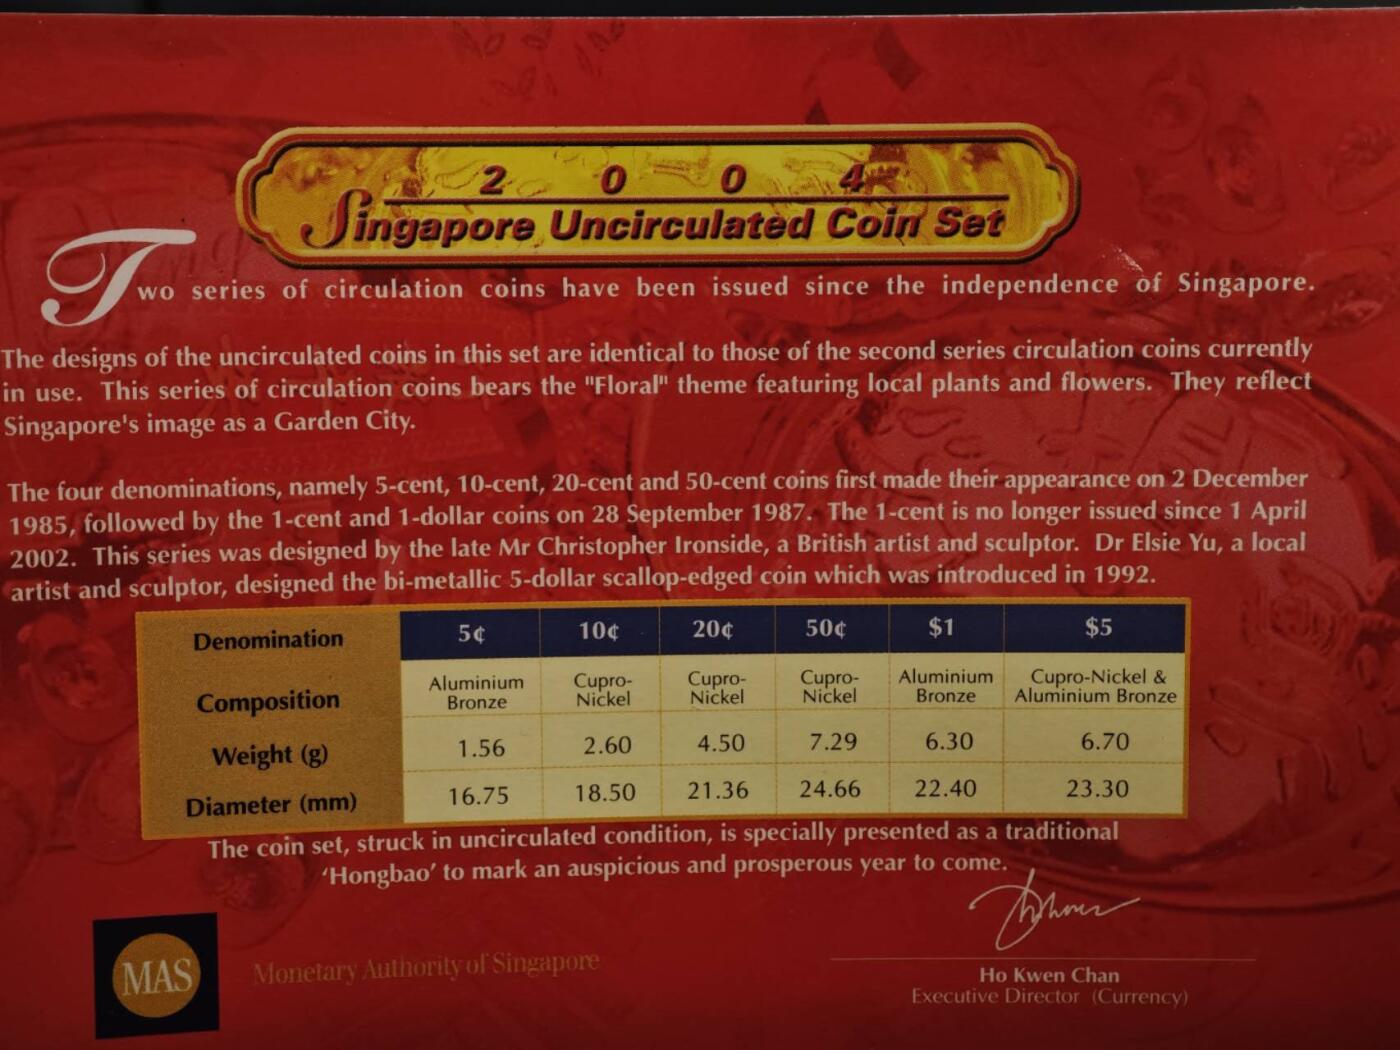 2 0 0 4
Singapore Uncirculated Coin Set
Two series of circulation coins have been issued since the independence of Singapore.
The designs of the uncirculated coins in this set are identical to those of the second series circulation coins currently
in use. This series of circulation coins bears the "Floral" theme featuring local plants and flowers. They reflect
Singapore's image as a Garden City.
The four denominations, namely 5-cent, 10-cent, 20-cent and 50-cent coins first made their appearance on 2 December
1985, followed by the 1-cent and 1-dollar coins on 28 September 1987. The 1-cent is no longer issued since 1 April
2002. This series was designed by the late Mr Christopher Ironside, a British artist and sculptor. Dr Elsie Yu, a local
artist and sculptor, designed the bi-metallic 5-dollar scallop-edged coin which was introduced in 1992.
Denomination 5¢ 10¢ 20¢ 50¢ $1 $5
Composition Aluminium Bronze Cupro-Nickel Cupro-Nickel Cupro-Nickel Aluminium Bronze Cupro-Nickel & Aluminium Bronze
Weight (g) 1.56 2.60 4.50 7.29 6.30 6.70
Diameter (mm) 16.75 18.50 21.36 24.66 22.40 23.30
The coin set, struck in uncirculated condition, is specially presented as a traditional
‘Hongbao’ to mark an auspicious and prosperous year to come.
MAS Monetary Authority of Singapore
Ho Kwen Chan
Executive Director (Currency)